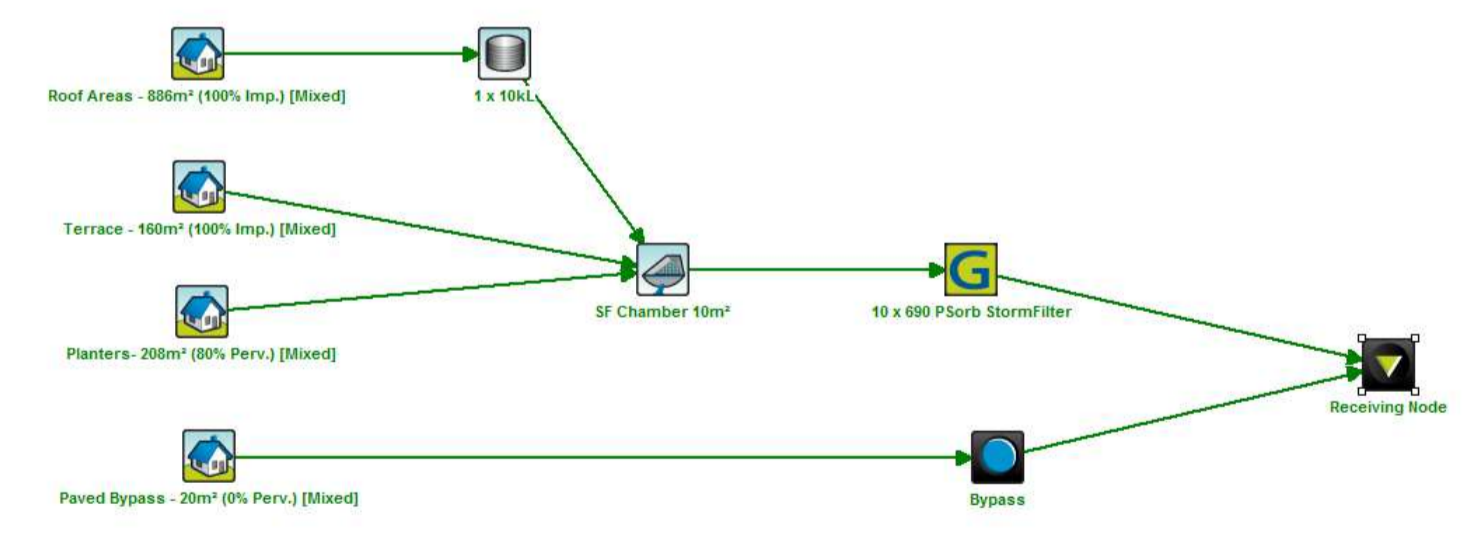 Roof Areas - 886m² (100% Imp.) [Mixed]
1 x 10kL
Terrace - 160m² (100% Imp.) [Mixed]
SF Chamber 10m²
G
10 x 690 PSorb StormFilter
Planters- 208m² (80% Perv.) [Mixed]
Receiving Node
Paved Bypass - 20m² (0% Perv.) [Mixed]
Bypass